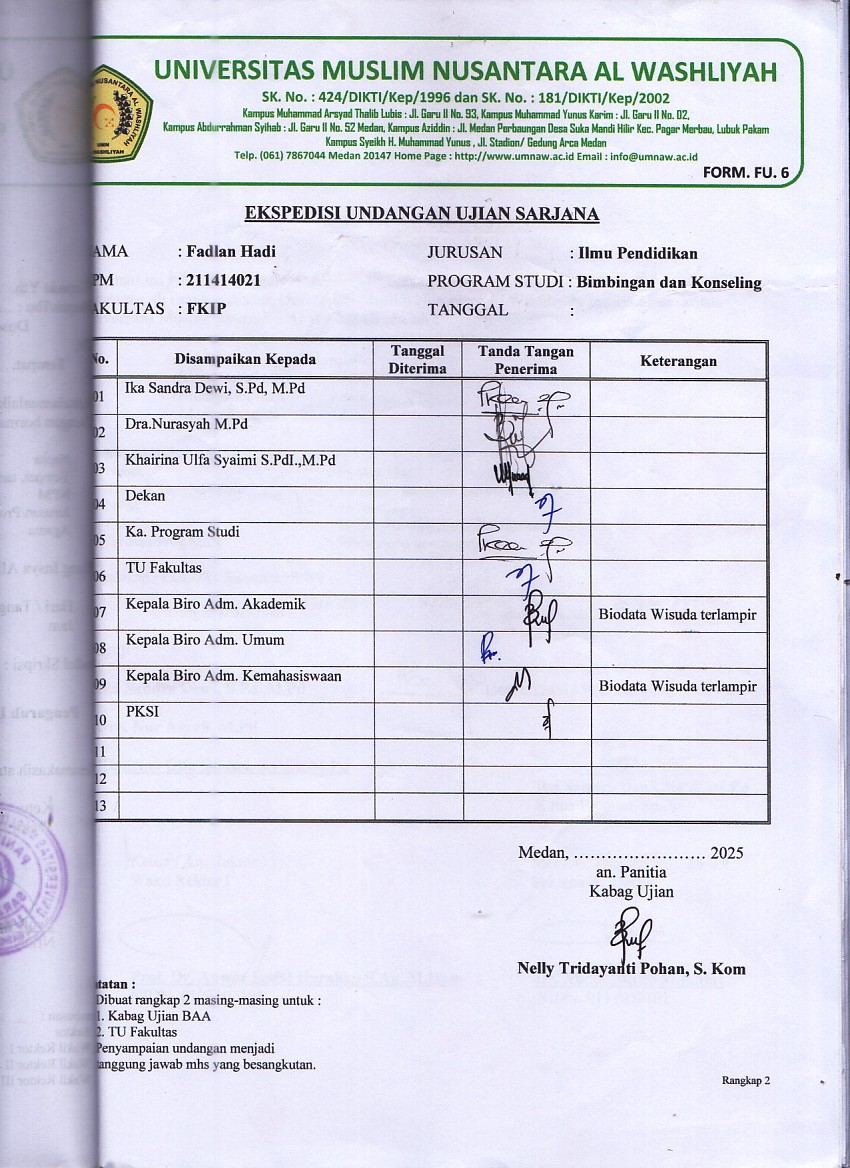 UNIVERSITAS MUSLIM NUSANTARA AL WASHLIYAH
SK. No. : 424/DIKTI/Kep/1996 dan SK. No. : 181/DIKTI/Kep/2002
Kampus Muhammad Arsyad Thalib Lubis : Jl. Garu II No. 93, Kampus Muhammad Yunus Karim : Jl. Garu II No. 02,
Kampus Abdurrahman Syihab : Jl. Garu II No. 52 Medan, Kampus Aziddin : Jl. Medan Perbaungan Desa Suka Mandi Hilir Kec. Pagar Merbau, Lubuk Pakam
Kampus Syeikh H. Muhammad Yunus , Jl. Stadion/ Gedung Arca Medan
Telp. (061) 7867044 Medan 20147 Home Page : http://www.umnaw.ac.id Email : info@umnaw.ac.id
FORM. FU. 6
EKSPEDISI UNDANGAN UJIAN SARJANA
AMA : Fadlan Hadi JURUSAN : Ilmu Pendidikan
PM : 211414021 PROGRAM STUDI : Bimbingan dan Konseling
AKULTAS : FKIP TANGGAL :
No. Disampaikan Kepada Tanggal Diterima Tanda Tangan Penerima Keterangan
01 Ika Sandra Dewi, S.Pd, M.Pd
02 Dra.Nurasyah M.Pd
03 Khairina Ulfa Syaimi S.PdI.,M.Pd
04 Dekan
05 Ka. Program Studi
06 TU Fakultas
07 Kepala Biro Adm. Akademik Biodata Wisuda terlampir
08 Kepala Biro Adm. Umum
09 Kepala Biro Adm. Kemahasiswaan Biodata Wisuda terlampir
10 PKSI
11
12
13
Medan, ........................ 2025
an. Panitia
Kabag Ujian
Nelly Tridayanti Pohan, S. Kom
tatan :
Dibuat rangkap 2 masing-masing untuk :
1. Kabag Ujian BAA
2. TU Fakultas
Penyampaian undangan menjadi
tanggung jawab mhs yang besangkutan.
Rangkap 2